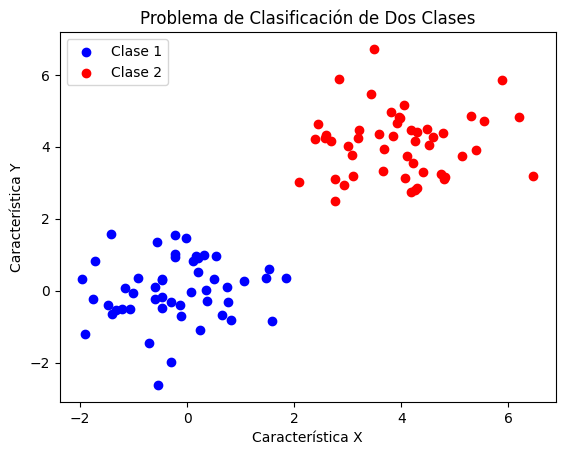 Problema de Clasificación de Dos Clases
Clase 1
Clase 2
Característica Y
6
4
2
0
−2
−2
0
2
4
6
Característica X